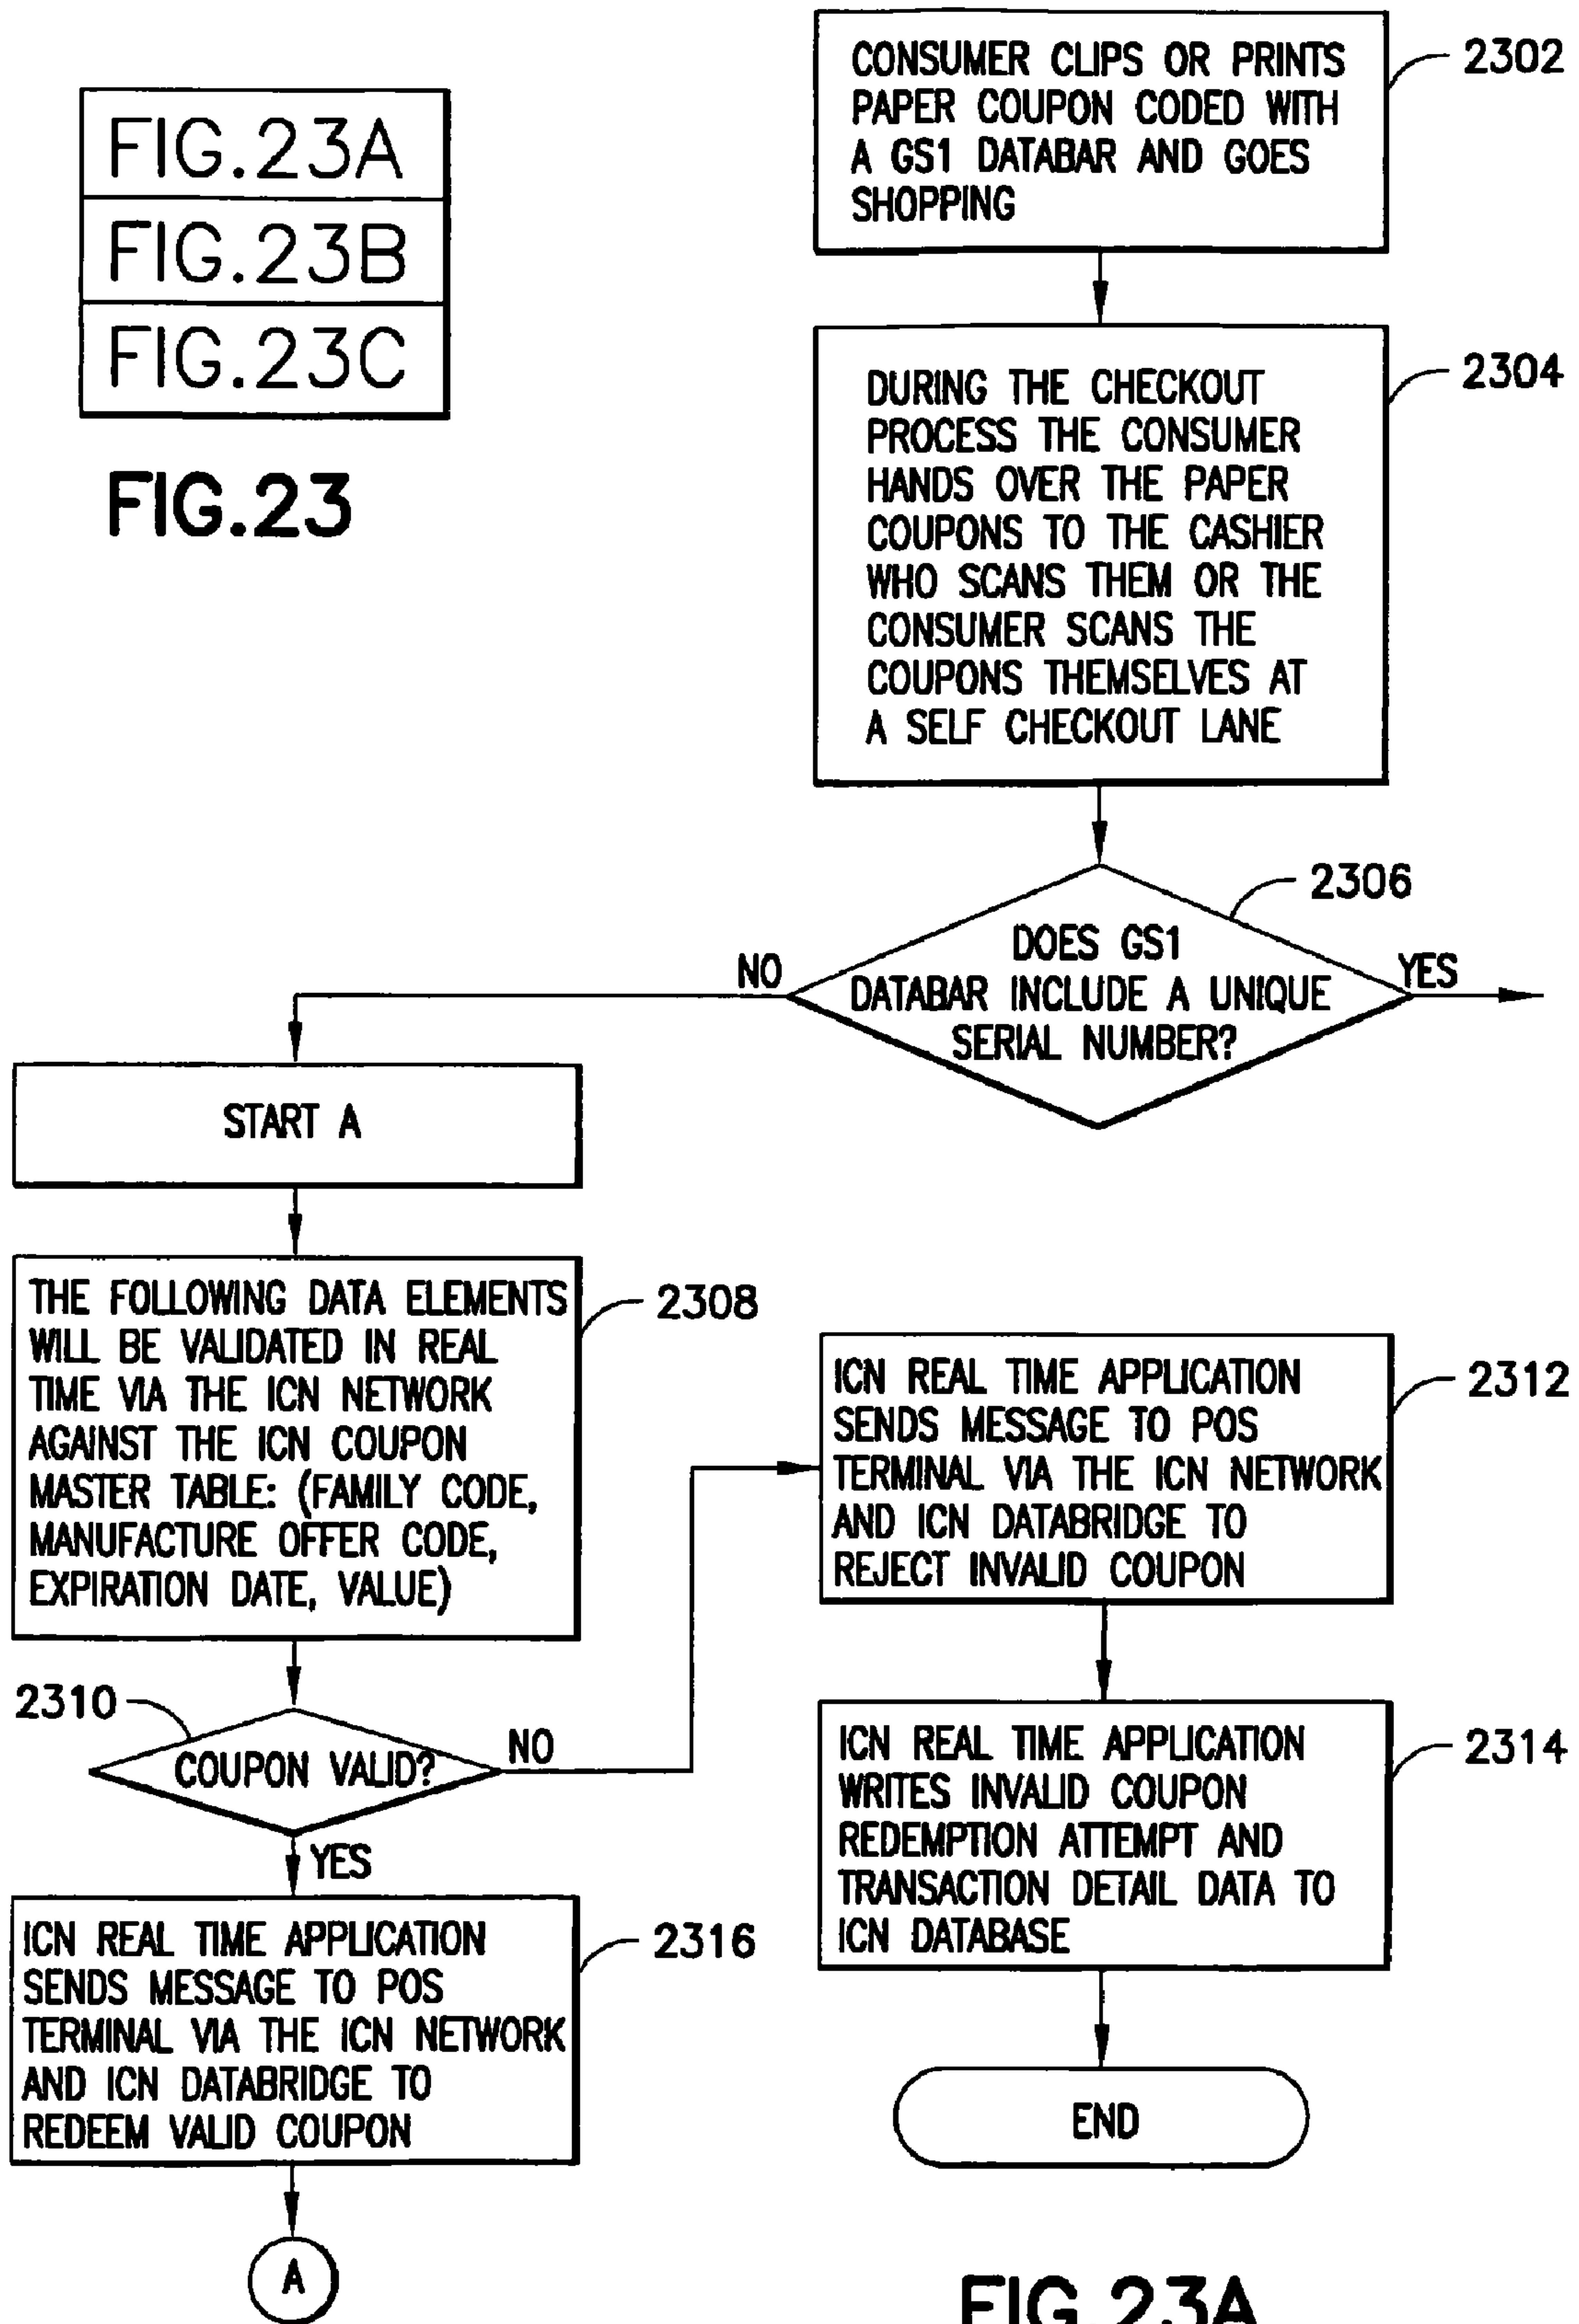 FIG.23A
FIG.23B
FIG.23C
FIG.23
CONSUMER CLIPS OR PRINTS
PAPER COUPON CODED WITH
A GS1 DATABAR AND GOES
SHOPPING
2302
DURING THE CHECKOUT
PROCESS THE CONSUMER
HANDS OVER THE PAPER
COUPONS TO THE CASHIER
WHO SCANS THEM OR THE
CONSUMER SCANS THE
COUPONS THEMSELVES AT
A SELF CHECKOUT LANE
2304
DOES GS1
DATABAR INCLUDE A UNIQUE
SERIAL NUMBER?
2306
NO
YES
START A
THE FOLLOWING DATA ELEMENTS
WILL BE VALIDATED IN REAL
TIME VIA THE ICN NETWORK
AGAINST THE ICN COUPON
MASTER TABLE: (FAMILY CODE,
MANUFACTURE OFFER CODE,
EXPIRATION DATE, VALUE)
2308
2310
COUPON VALID?
NO
YES
ICN REAL TIME APPLICATION
SENDS MESSAGE TO POS
TERMINAL VIA THE ICN NETWORK
AND ICN DATABRIDGE TO
REJECT INVALID COUPON
2312
ICN REAL TIME APPLICATION
WRITES INVALID COUPON
REDEMPTION ATTEMPT AND
TRANSACTION DETAIL DATA TO
ICN DATABASE
2314
END
ICN REAL TIME APPLICATION
SENDS MESSAGE TO POS
TERMINAL VIA THE ICN NETWORK
AND ICN DATABRIDGE TO
REDEEM VALID COUPON
2316
A
FIG.23A